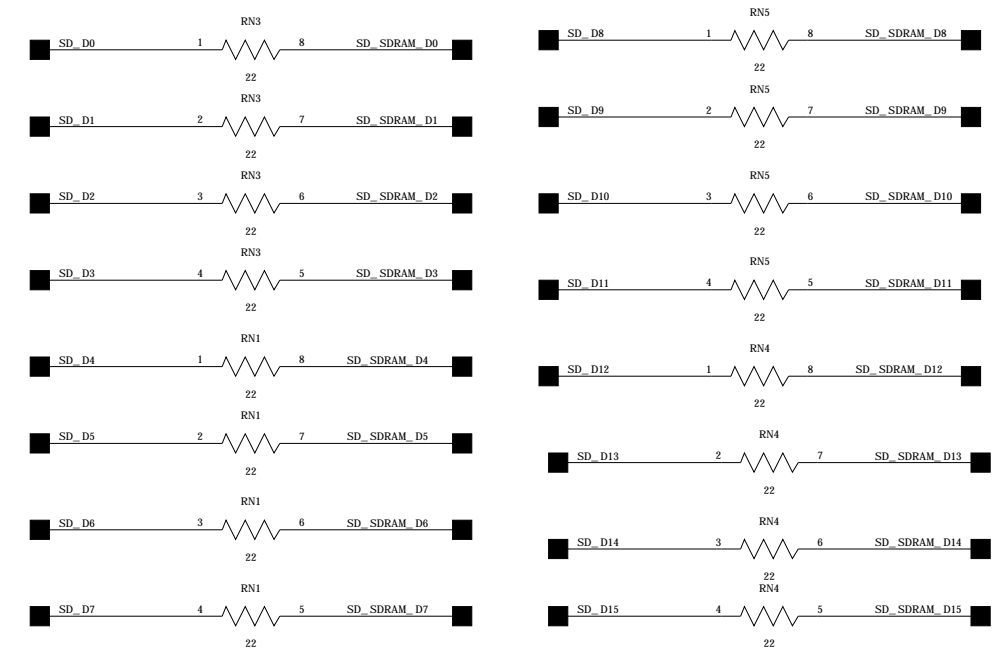 RN3
SD_D0 1 8 SD_SDRAM_D0
22
RN3
SD_D1 2 7 SD_SDRAM_D1
22
RN3
SD_D2 3 6 SD_SDRAM_D2
22
RN3
SD_D3 4 5 SD_SDRAM_D3
22
RN1
SD_D4 1 8 SD_SDRAM_D4
22
RN1
SD_D5 2 7 SD_SDRAM_D5
22
RN1
SD_D6 3 6 SD_SDRAM_D6
22
RN1
SD_D7 4 5 SD_SDRAM_D7
22
RN5
SD_D8 1 8 SD_SDRAM_D8
22
RN5
SD_D9 2 7 SD_SDRAM_D9
22
RN5
SD_D10 3 6 SD_SDRAM_D10
22
RN5
SD_D11 4 5 SD_SDRAM_D11
22
RN4
SD_D12 1 8 SD_SDRAM_D12
22
RN4
SD_D13 2 7 SD_SDRAM_D13
22
RN4
SD_D14 3 6 SD_SDRAM_D14
22
RN4
SD_D15 4 5 SD_SDRAM_D15
22